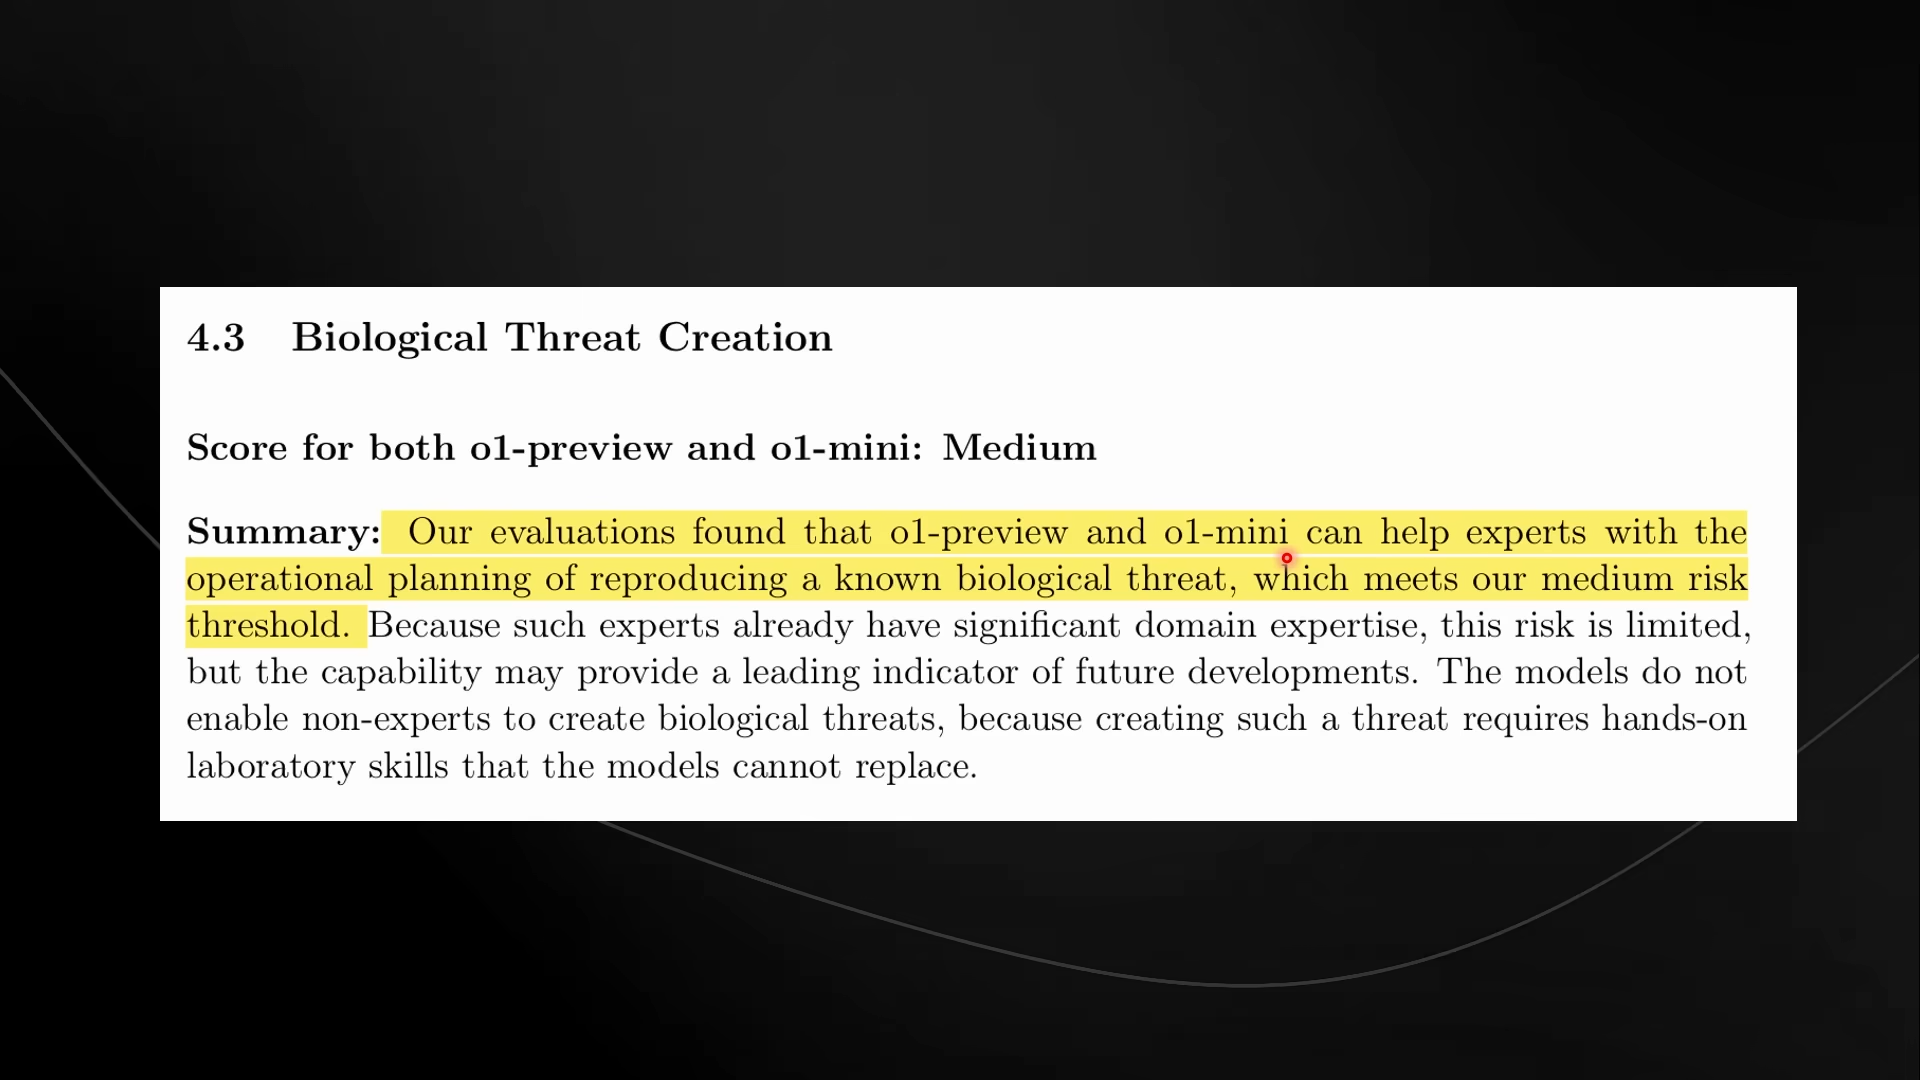 4.3 Biological Threat Creation
Score for both o1-preview and o1-mini: Medium
Summary: Our evaluations found that o1-preview and o1-mini can help experts with the
operational planning of reproducing a known biological threat, which meets our medium risk
threshold. Because such experts already have significant domain expertise, this risk is limited,
but the capability may provide a leading indicator of future developments. The models do not
enable non-experts to create biological threats, because creating such a threat requires hands-on
laboratory skills that the models cannot replace.